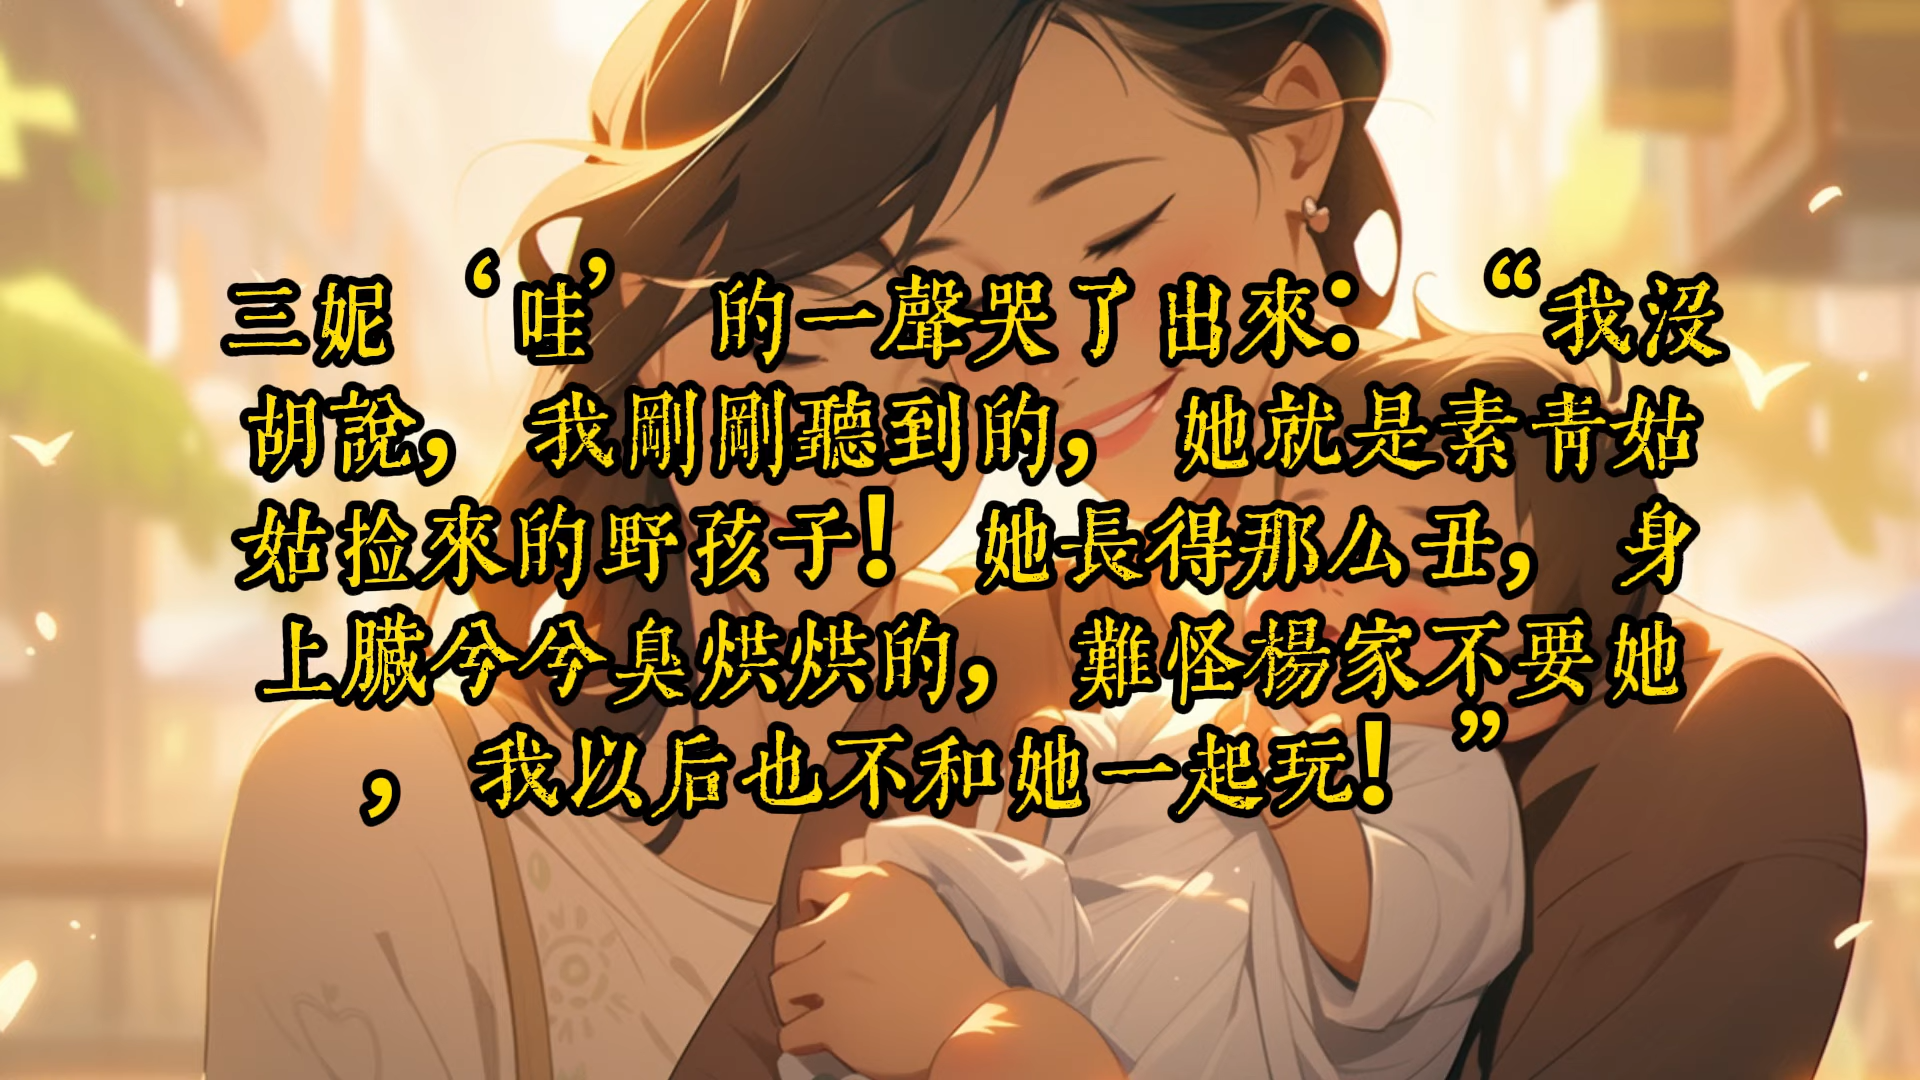 三妮‘哇’的一聲哭了出來：“我沒
胡說，我剛剛聽到的，她就是素青姑
姑捡來的野孩子！她長得那么丑，身
上臟兮兮臭烘烘的，難怪楊家不要她
，我以后也不和她一起玩！”